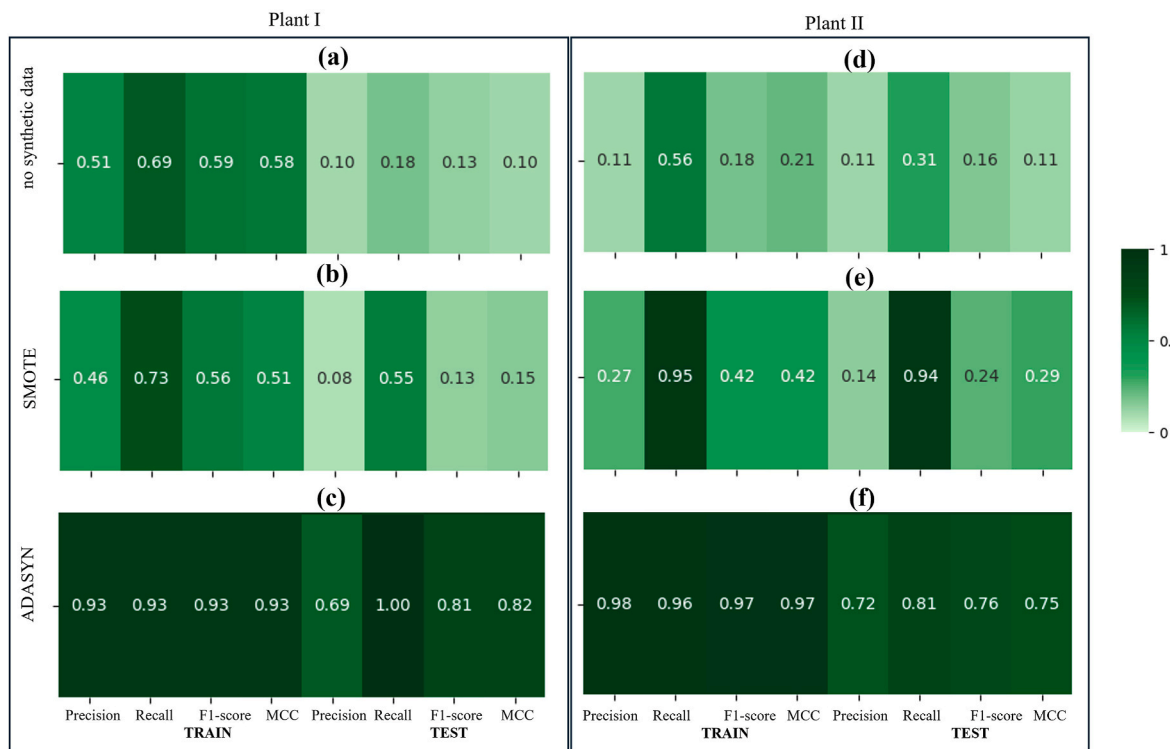 Plant I
Plant II
(a)
(d)
no synthetic data
0.51 0.69 0.59 0.58 0.10 0.18 0.13 0.10
0.11 0.56 0.18 0.21 0.11 0.31 0.16 0.11
(b)
(e)
SMOTE
0.46 0.73 0.56 0.51 0.08 0.55 0.13 0.15
0.27 0.95 0.42 0.42 0.14 0.94 0.24 0.29
1
0.
0
(c)
(f)
ADASYN
0.93 0.93 0.93 0.93 0.69 1.00 0.81 0.82
0.98 0.96 0.97 0.97 0.72 0.81 0.76 0.75
Precision Recall F1-score MCC Precision Recall F1-score MCC
TRAIN TEST
Precision Recall F1-score MCC Precision Recall F1-score MCC
TRAIN TEST